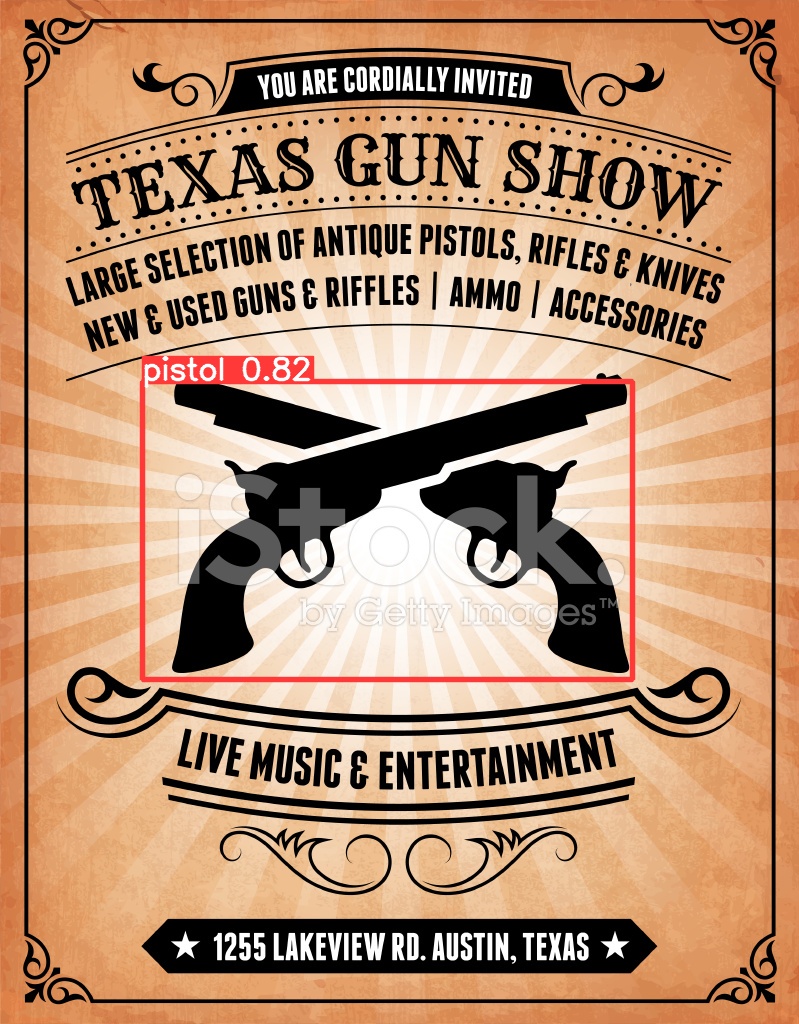 YOU ARE CORDIALLY INVITED
TEXAS GUN SHOW
LARGE SELECTION OF ANTIQUE PISTOLS, RIFLES & KNIVES
NEW & USED GUNS & RIFFLES | AMMO | ACCESSORIES
pistol 0.82
iStock.
by Getty Images™
LIVE MUSIC & ENTERTAINMENT
★ 1255 LAKEVIEW RD. AUSTIN, TEXAS ★